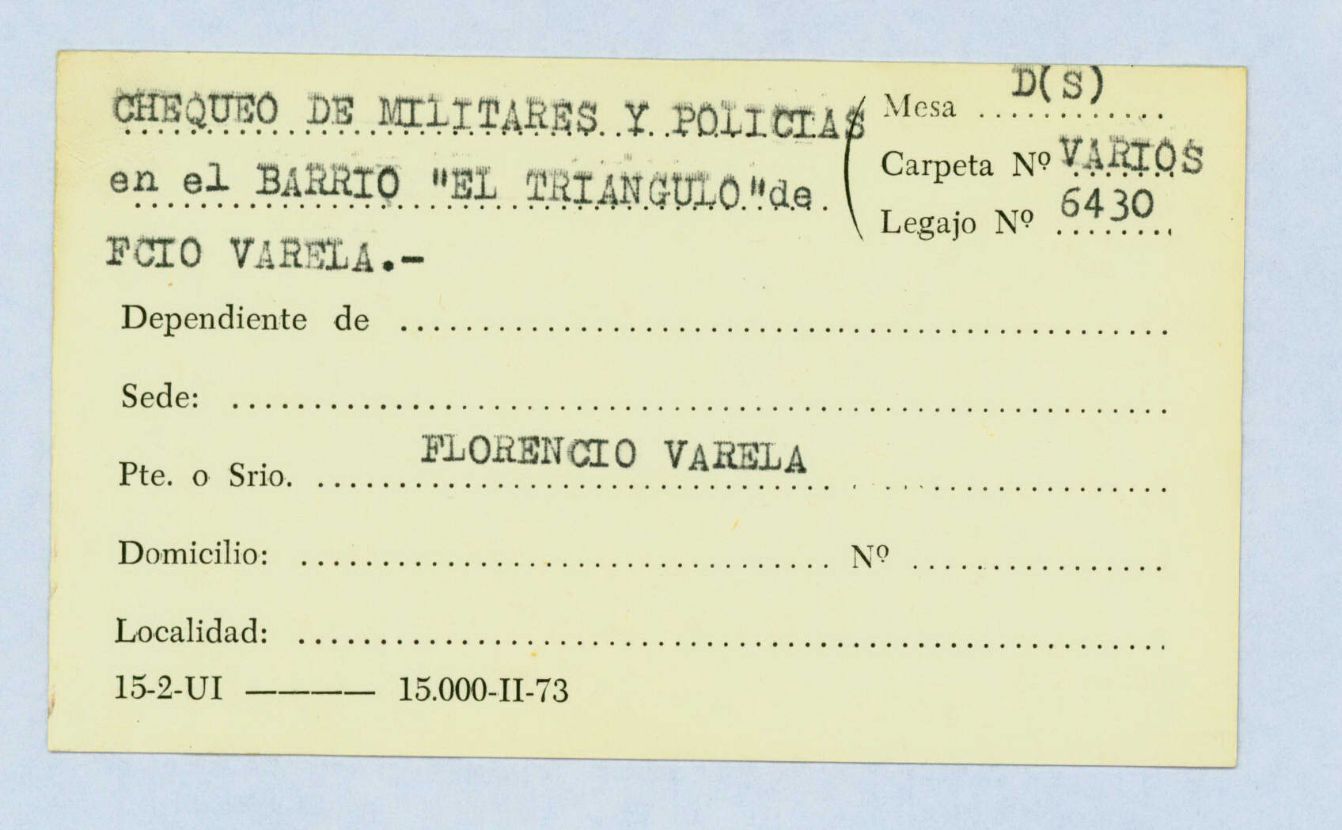 CHEQUEO DE MILITARES Y POLICIAS
en el BARRIO "EL TRIANGULO"de
FCIO VARELA.-
Mesa D(S)
Carpeta Nº VARIOS
Legajo Nº 6430
Dependiente de
Sede:
Pte. o Srio. FLORENCIO VARELA
Domicilio: Nº
Localidad:
15-2-UI ———— 15.000-II-73